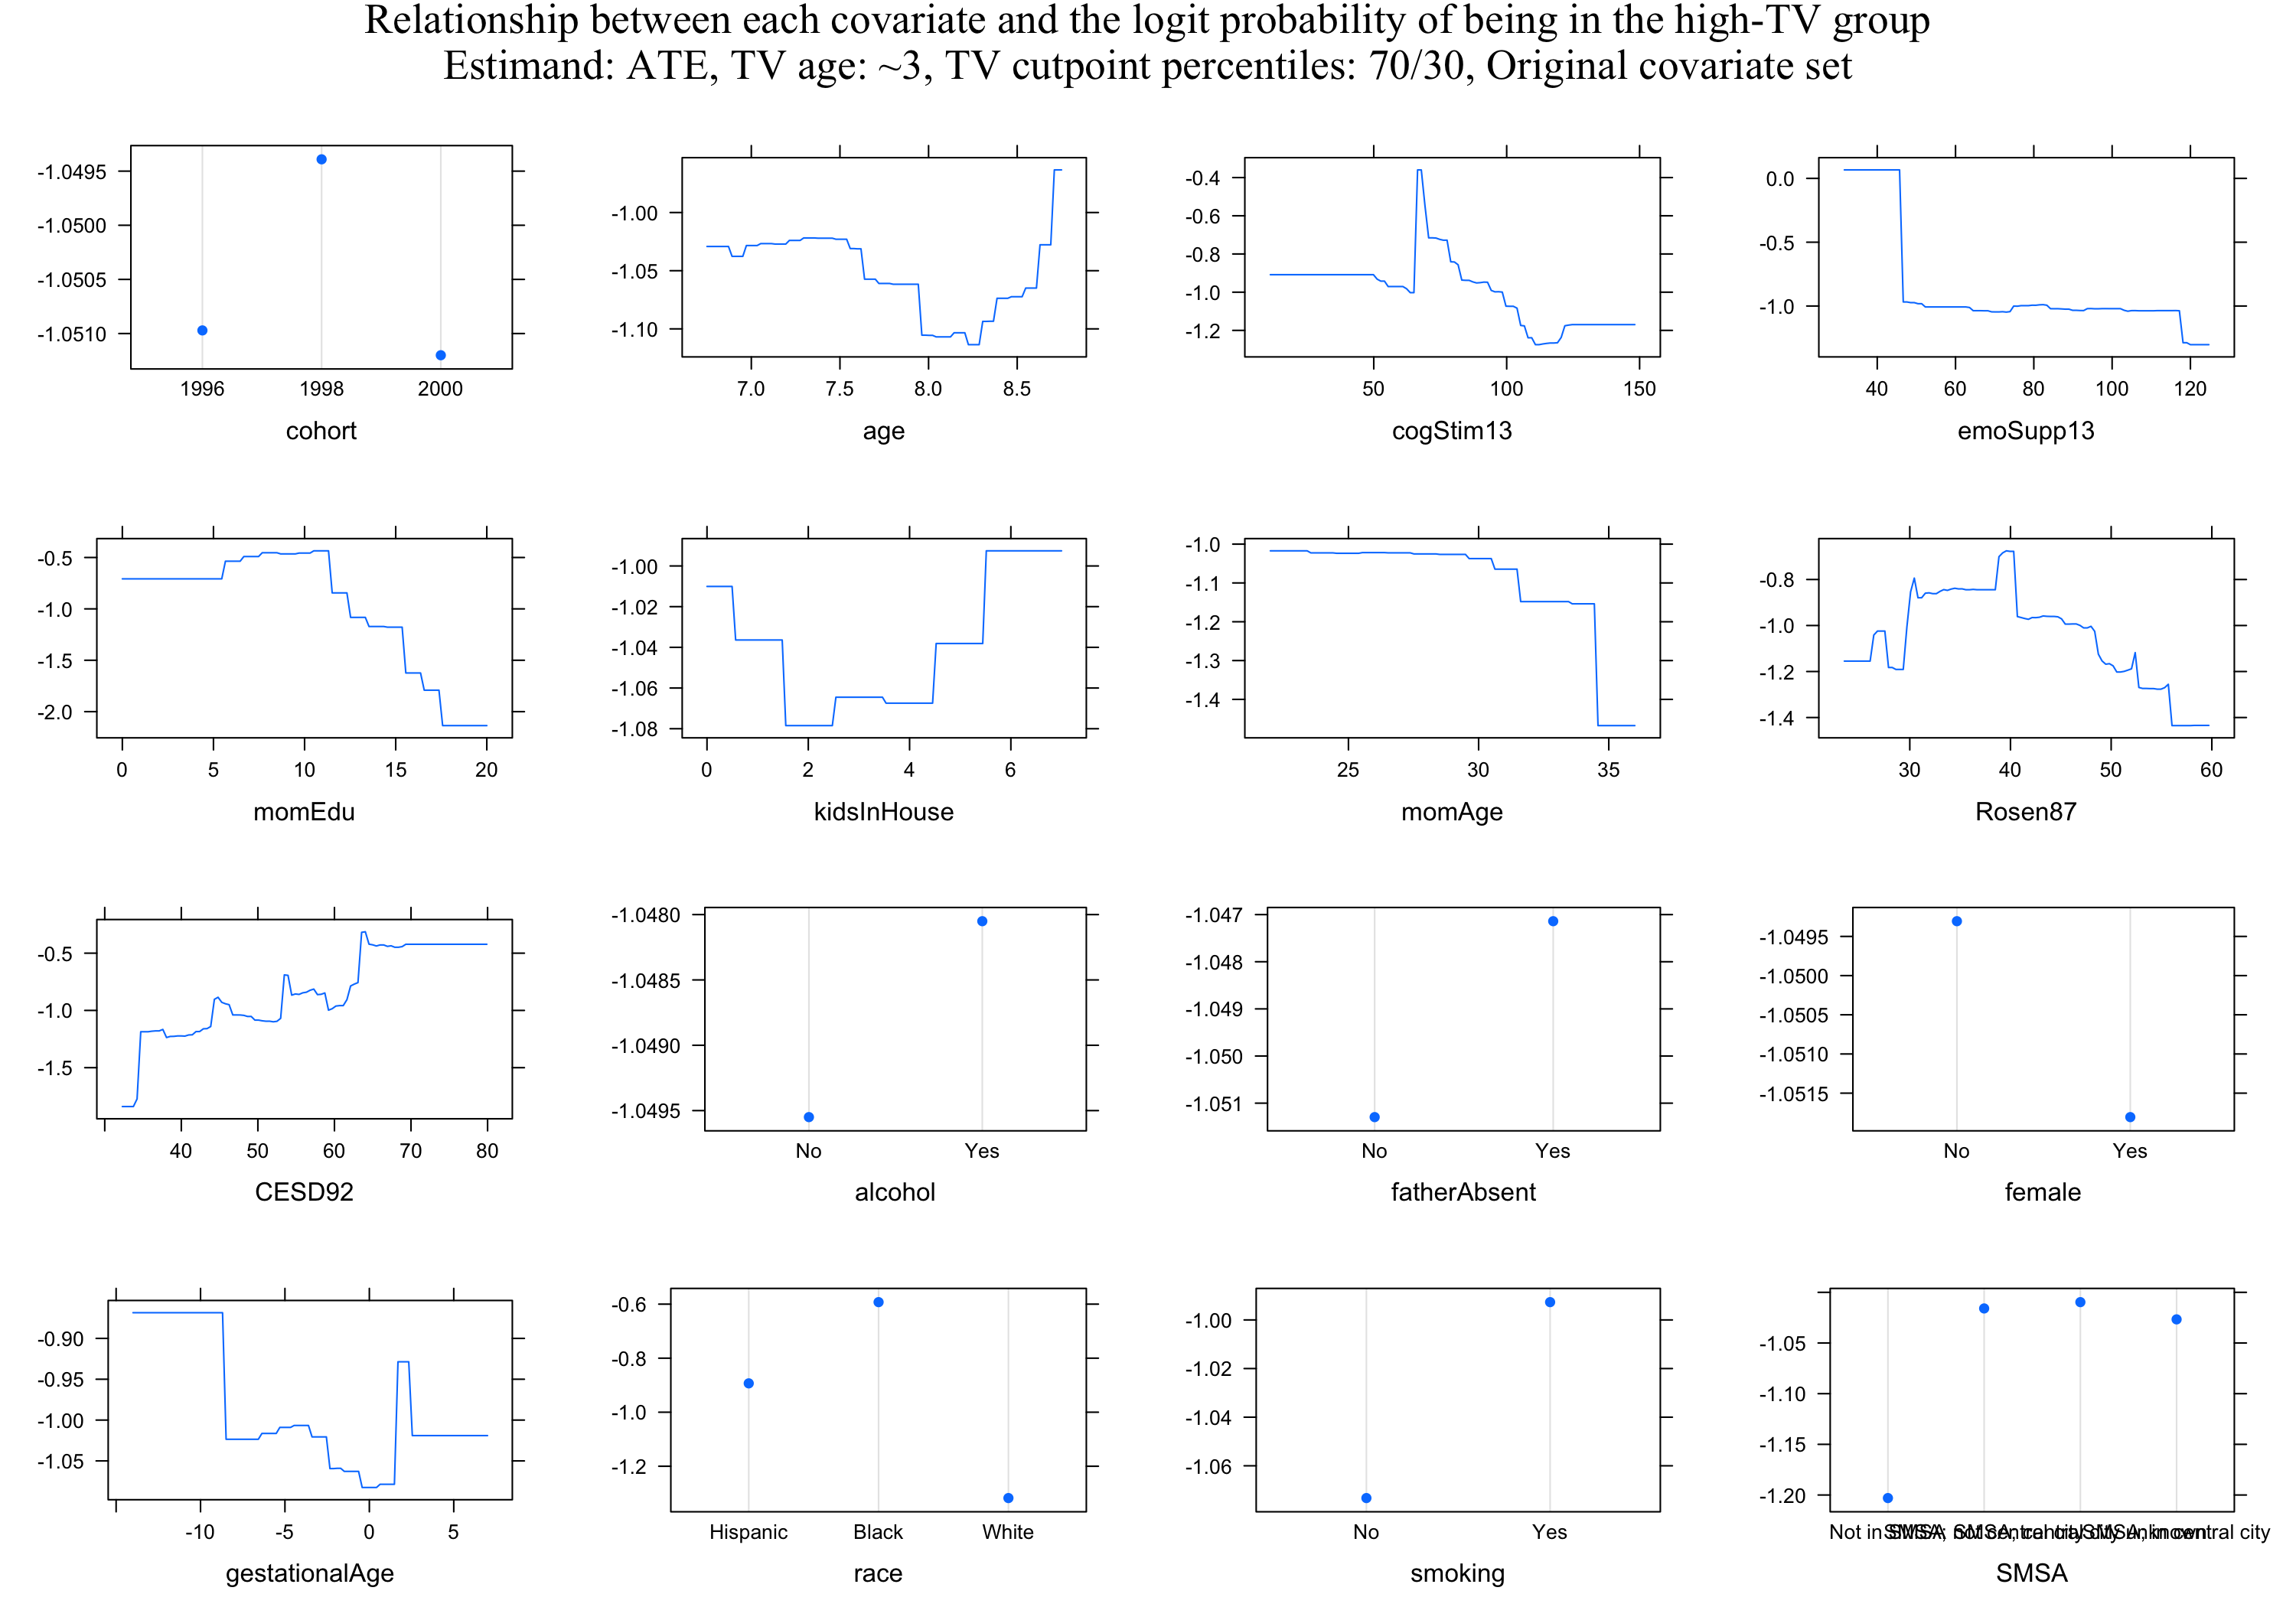 Relationship between each covariate and the logit probability of being in the high-TV group
Estimand: ATE, TV age: ~3, TV cutpoint percentiles: 70/30, Original covariate set
-1.0495
-1.0500
-1.0505
-1.0510
1996 1998 2000
cohort
-1.00
-1.05
-1.10
7.0 7.5 8.0 8.5
age
-0.4
-0.6
-0.8
-1.0
-1.2
50 100 150
cogStim13
0.0
-0.5
-1.0
40 60 80 100 120
emoSupp13
-0.5
-1.0
-1.5
-2.0
0 5 10 15 20
momEdu
-1.00
-1.02
-1.04
-1.06
-1.08
0 2 4 6
kidsInHouse
-1.0
-1.1
-1.2
-1.3
-1.4
25 30 35
momAge
-0.8
-1.0
-1.2
-1.4
30 40 50 60
Rosen87
-0.5
-1.0
-1.5
40 50 60 70 80
CESD92
-1.0480
-1.0485
-1.0490
-1.0495
No Yes
alcohol
-1.047
-1.048
-1.049
-1.050
-1.051
No Yes
fatherAbsent
-1.0495
-1.0500
-1.0505
-1.0510
-1.0515
No Yes
female
-0.90
-0.95
-1.00
-1.05
-10 -5 0 5
gestationalAge
-0.6
-0.8
-1.0
-1.2
Hispanic Black White
race
-1.00
-1.02
-1.04
-1.06
No Yes
smoking
-1.05
-1.10
-1.15
-1.20
Not in central city
SMSA